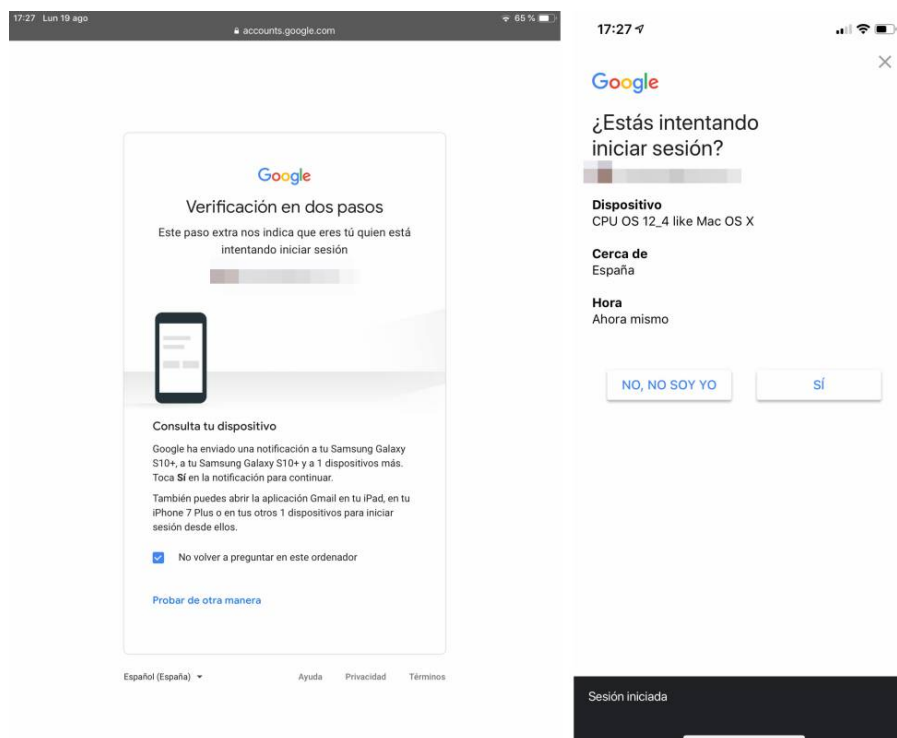 17:27 Lun 19 ago
65 %
accounts.google.com
Google
Verificación en dos pasos
Este paso extra nos indica que eres tú quien está
intentando iniciar sesión
Consulta tu dispositivo
Google ha enviado una notificación a tu Samsung Galaxy
S10+, a tu Samsung Galaxy S10+ y a 1 dispositivos más.
Toca Sí en la notificación para continuar.
También puedes abrir la aplicación Gmail en tu iPad, en tu
iPhone 7 Plus o en tus otros 1 dispositivos para iniciar
sesión desde ellos.
No volver a preguntar en este ordenador
Probar de otra manera
Español (España)
Ayuda Privacidad Términos
17:27
Google
¿Estás intentando
iniciar sesión?
Dispositivo
CPU OS 12_4 like Mac OS X
Cerca de
España
Hora
Ahora mismo
NO, NO SOY YO
SÍ
Sesión iniciada